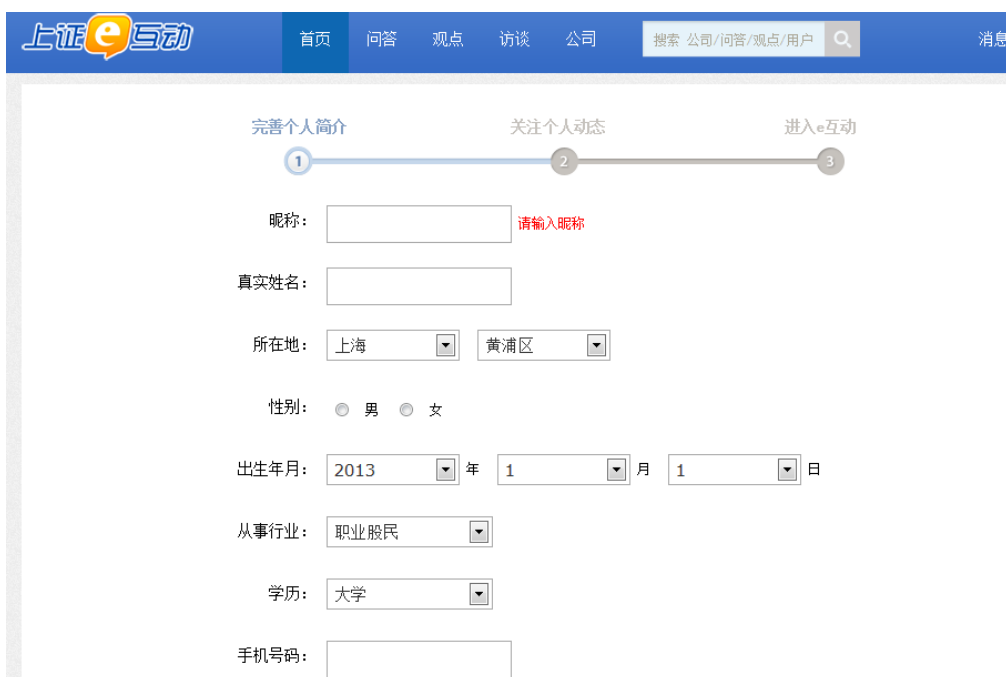 上证e互动 首页 问答 观点 访谈 公司 搜索 公司/问答/观点/用户 消息
完善个人简介 关注个人动态 进入e互动
1 2 3
昵称： 请输入昵称
真实姓名：
所在地： 上海 黄浦区
性别： 男 女
出生年月： 2013 年 1 月 1 日
从事行业： 职业股民
学历： 大学
手机号码：